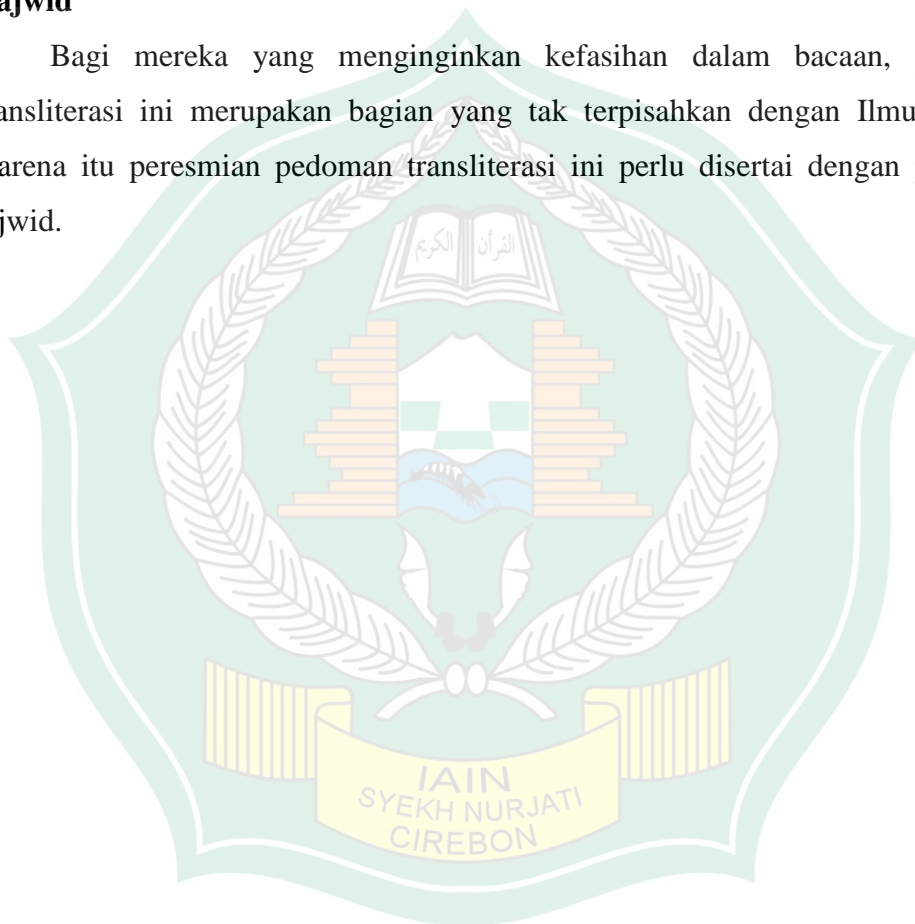 ajwid
Bagi mereka yang menginginkan kefasihan dalam bacaan,
ansliterasi ini merupakan bagian yang tak terpisahkan dengan Ilmu
arena itu peresmian pedoman transliterasi ini perlu disertai dengan
jwid.
القرأن الكريم
IAIN
SYEKH NURJATI
CIREBON